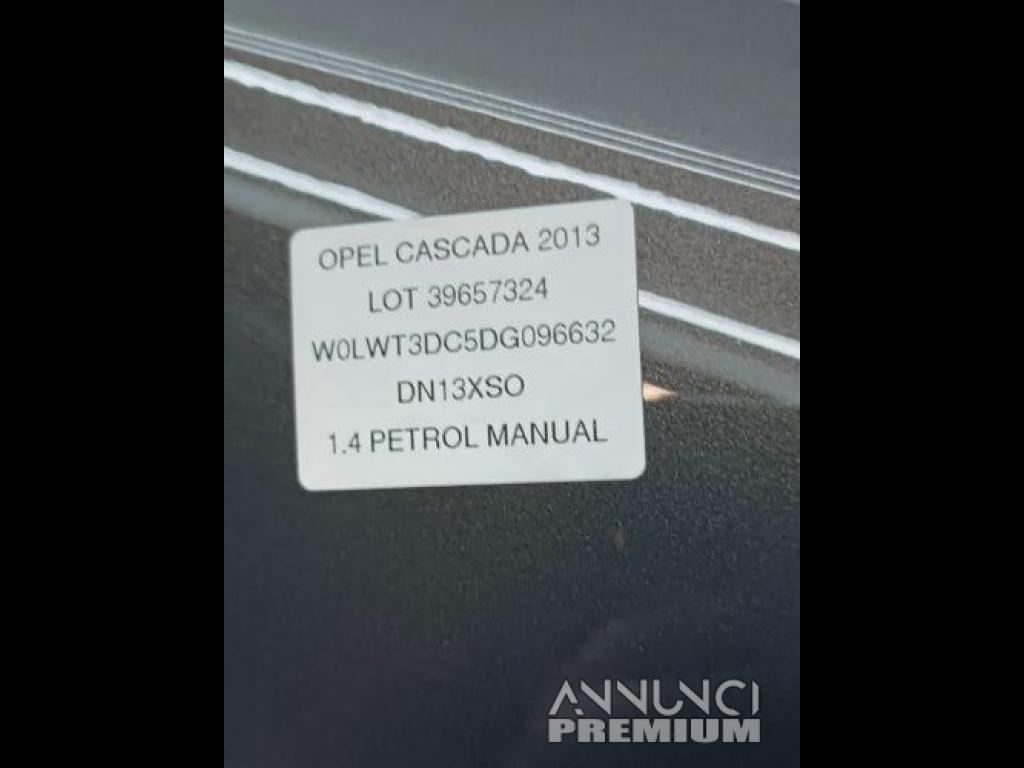 OPEL CASCADA 2013
LOT 39657324
W0LWT3DC5DG096632
DN13XSO
1.4 PETROL MANUAL
ANNUNCI
PREMIUM